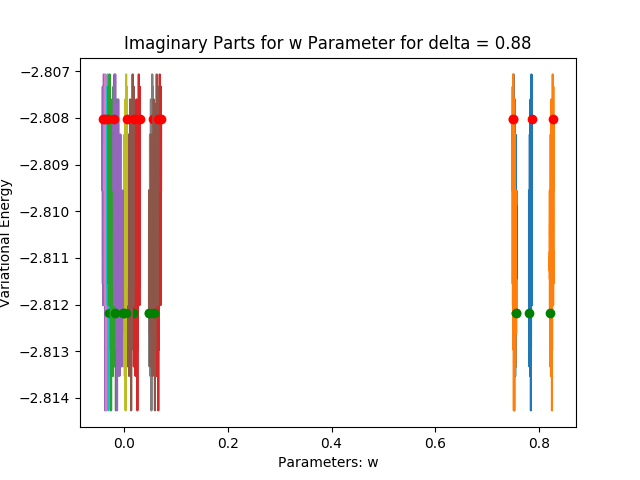 Imaginary Parts for w Parameter for delta = 0.88
Variational Energy
−2.807
−2.808
−2.809
−2.810
−2.811
−2.812
−2.813
−2.814
0.0 0.2 0.4 0.6 0.8
Parameters: w